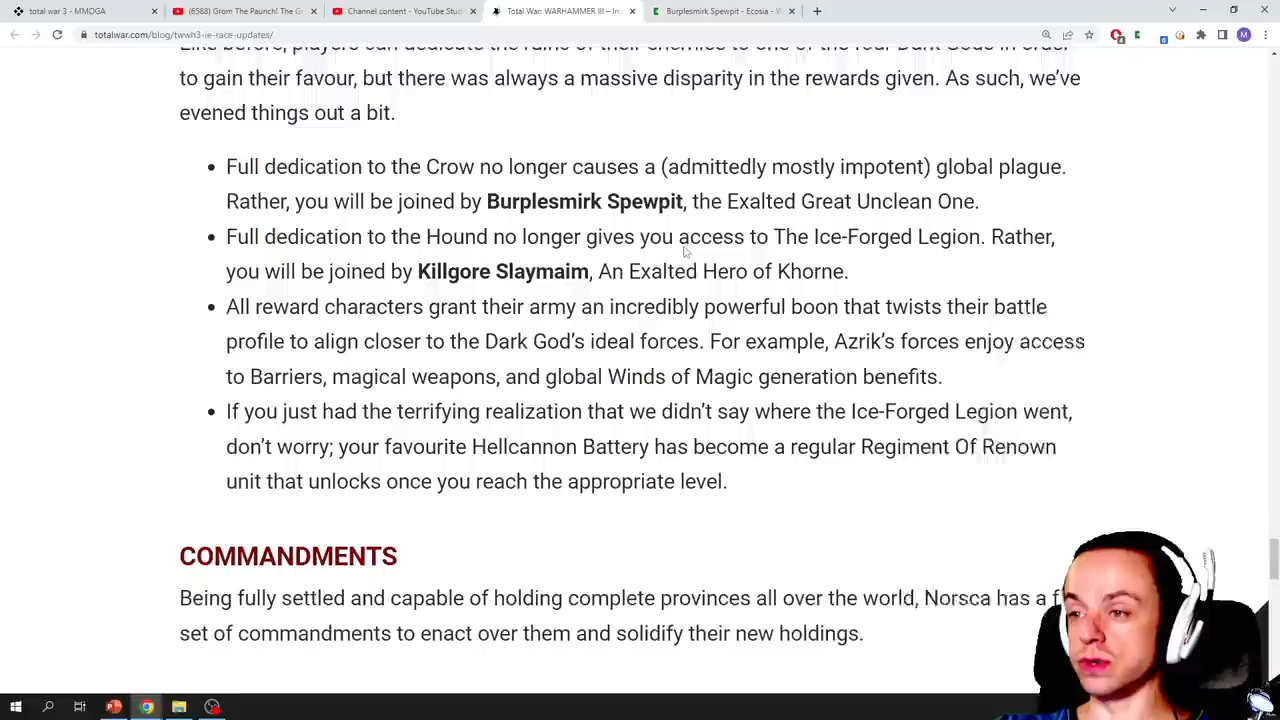 total war 3 - MMOGA
(6588) Grom The Paunch! The G
Channel content - YouTube Stud
Total War: WARHAMMER III – Im
Burplesmirk Spewpit - Ecosia - W
totalwar.com/blog/twwh3-ie-race-updates/
Like before, players can dedicate the ruins of their enemies to one of the four Dark Gods in order
to gain their favour, but there was always a massive disparity in the rewards given. As such, we've
evened things out a bit.
• Full dedication to the Crow no longer causes a (admittedly mostly impotent) global plague.
Rather, you will be joined by Burplesmirk Spewpit, the Exalted Great Unclean One.
• Full dedication to the Hound no longer gives you access to The Ice-Forged Legion. Rather,
you will be joined by Killgore Slaymaim, An Exalted Hero of Khorne.
• All reward characters grant their army an incredibly powerful boon that twists their battle
profile to align closer to the Dark God's ideal forces. For example, Azrik's forces enjoy access
to Barriers, magical weapons, and global Winds of Magic generation benefits.
• If you just had the terrifying realization that we didn't say where the Ice-Forged Legion went,
don't worry; your favourite Hellcannon Battery has become a regular Regiment Of Renown
unit that unlocks once you reach the appropriate level.
COMMANDMENTS
Being fully settled and capable of holding complete provinces all over the world, Norsca has a f
set of commandments to enact over them and solidify their new holdings.